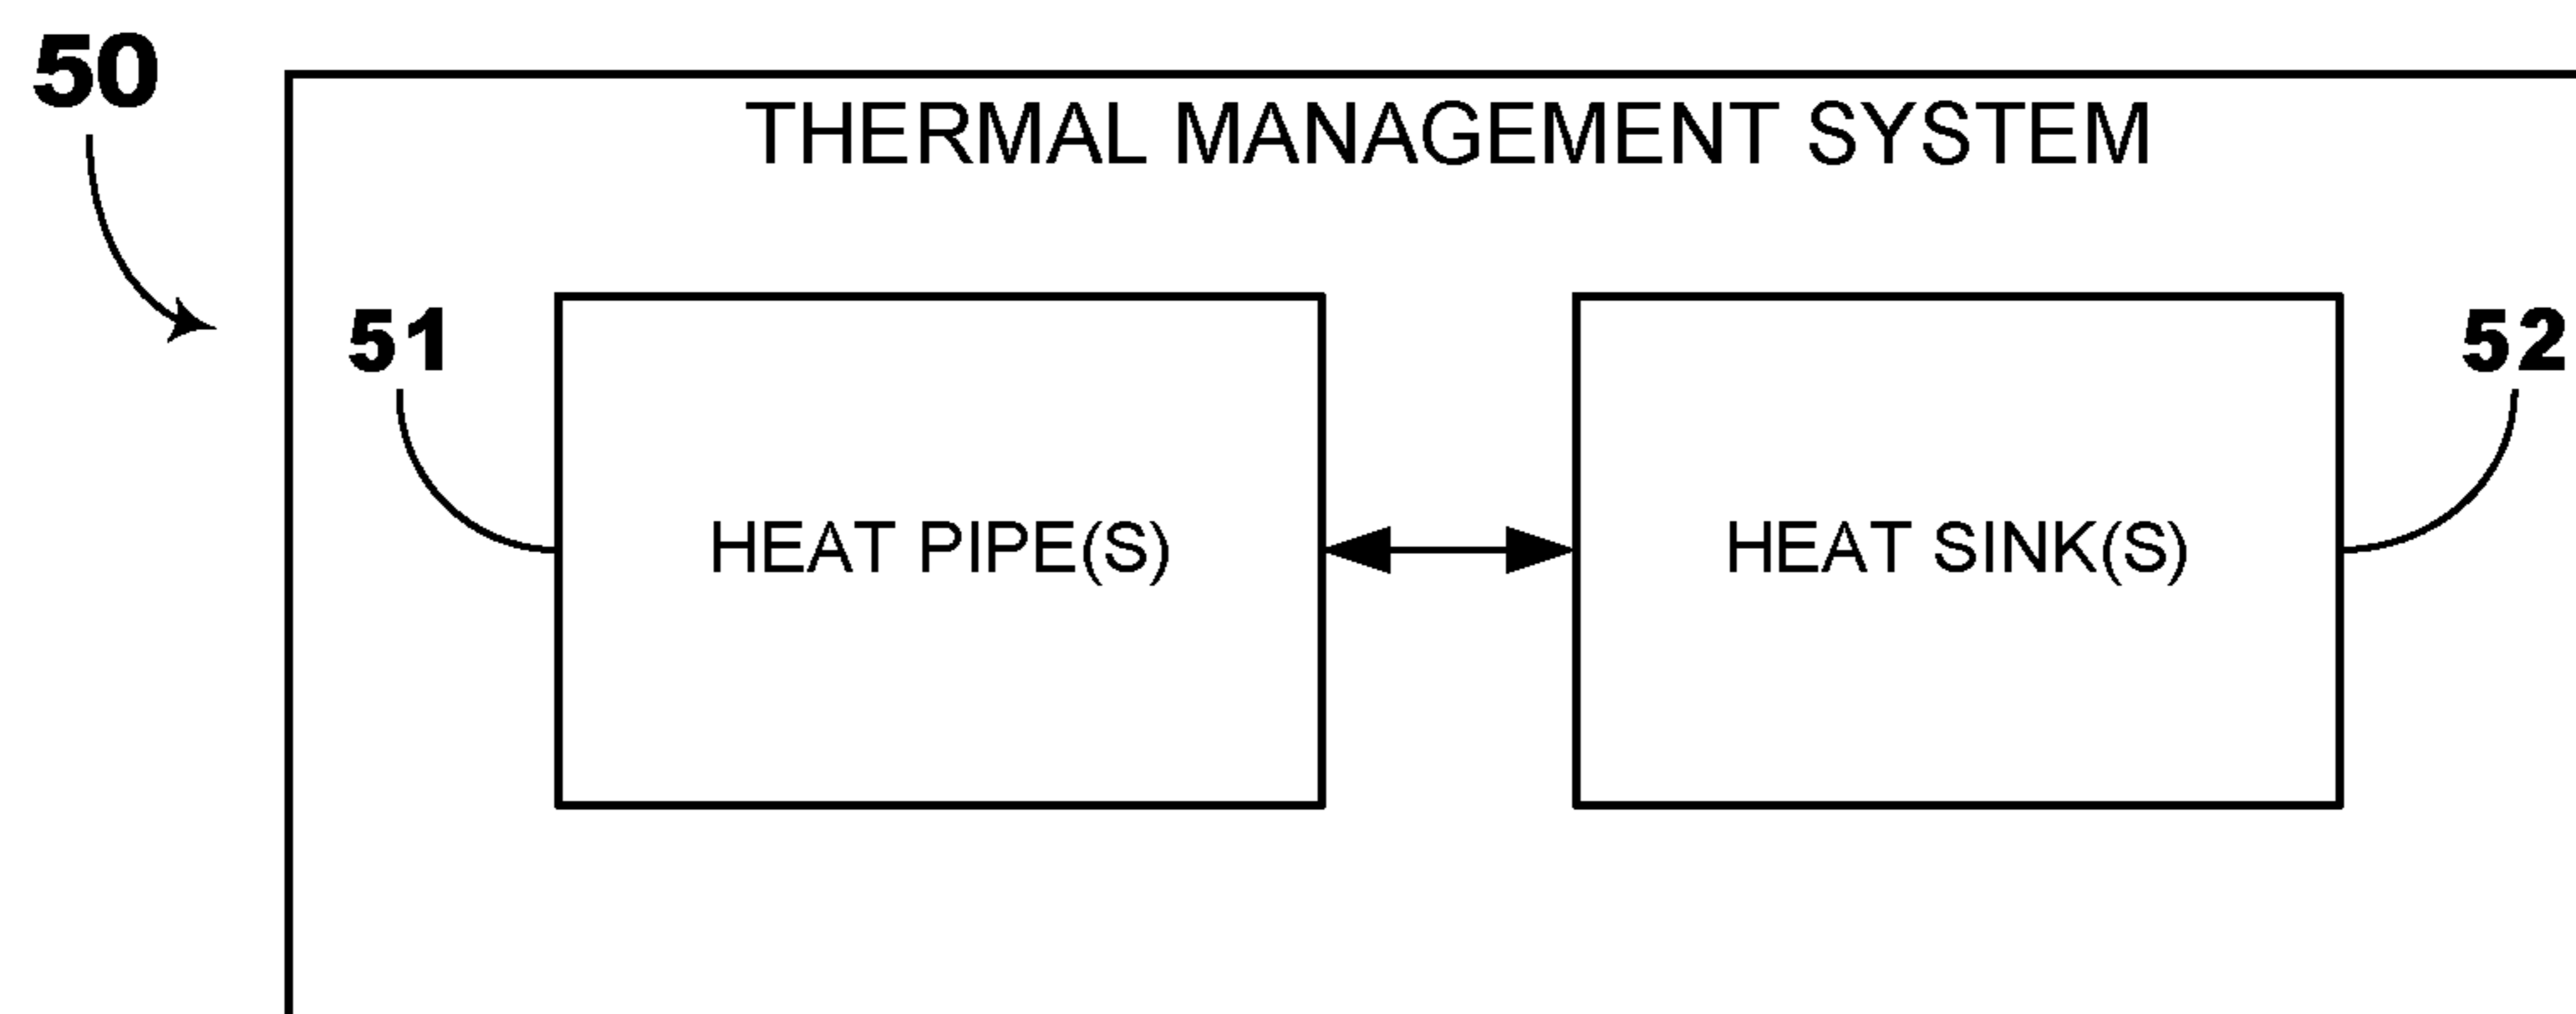 50
THERMAL MANAGEMENT SYSTEM
51
52
HEAT PIPE(S)
HEAT SINK(S)